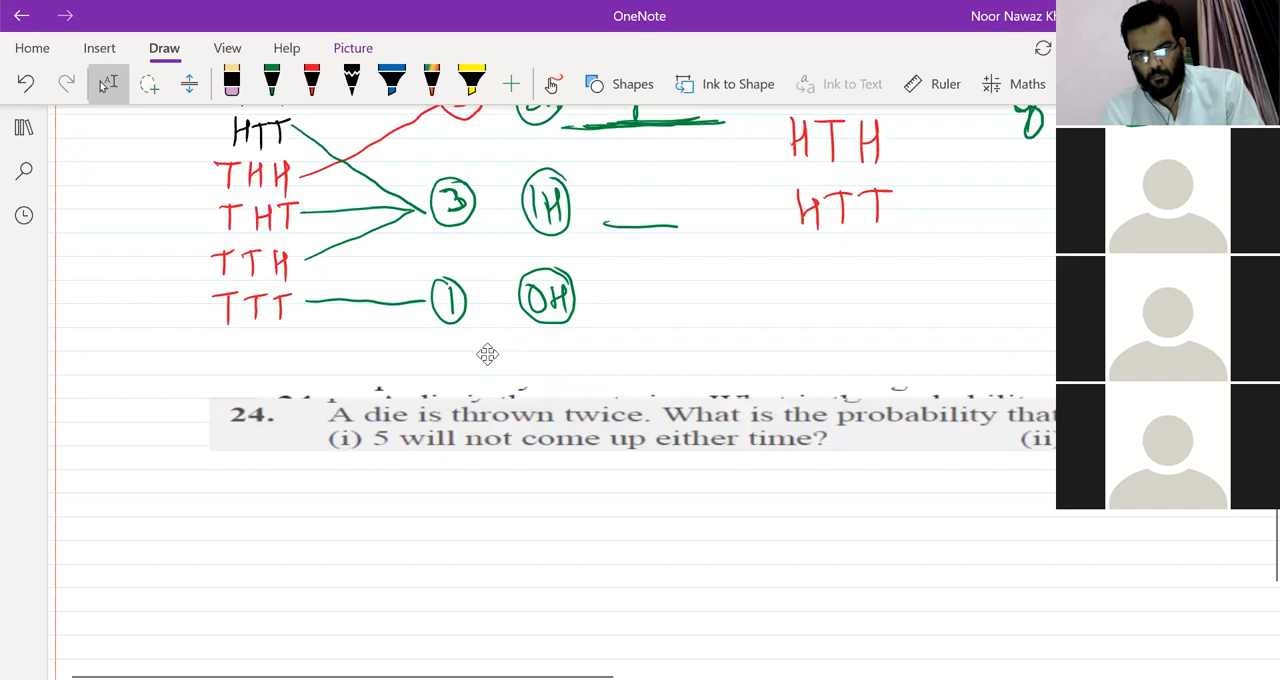 OneNote
Noor Nawaz Kh
Home Insert Draw View Help Picture
Shapes Ink to Shape Ink to Text Ruler Maths
HTT
THH
THT
TTH
TTT
3 1H
1 0H
HTH
HTT
24. A die is thrown twice. What is the probability that
(i) 5 will not come up either time? (ii)